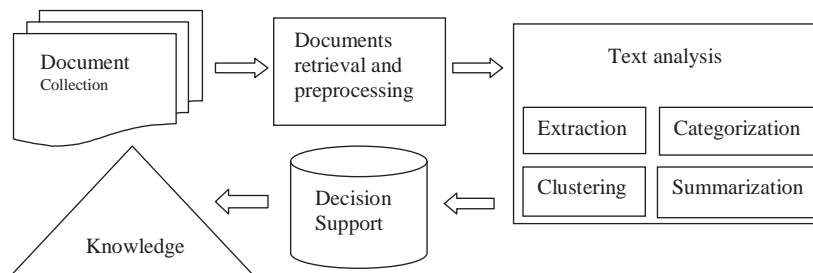 Document
Collection
Documents
retrieval and
preprocessing
Text analysis
Extraction
Categorization
Clustering
Summarization
Decision
Support
Knowledge